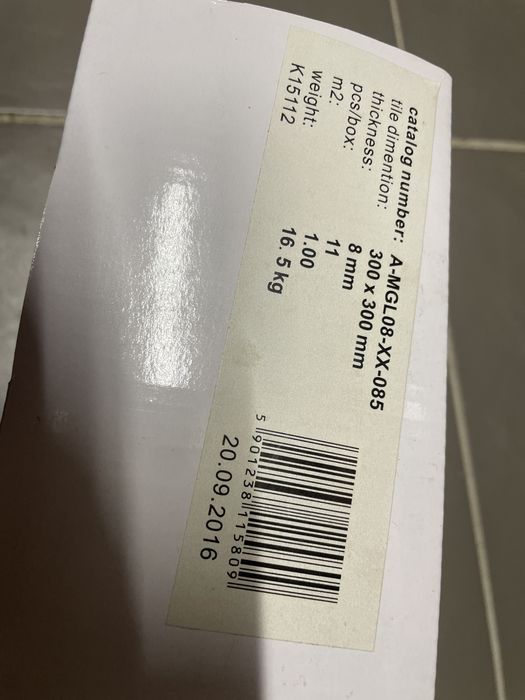 catalog number: A-MGL08-XX-085
tile dimention: 300 x 300 mm
thickness: 8 mm
pcs/box: 11
m2: 1.00
weight: 16.5 kg
K15112
5 901238 115809
20.09.2016